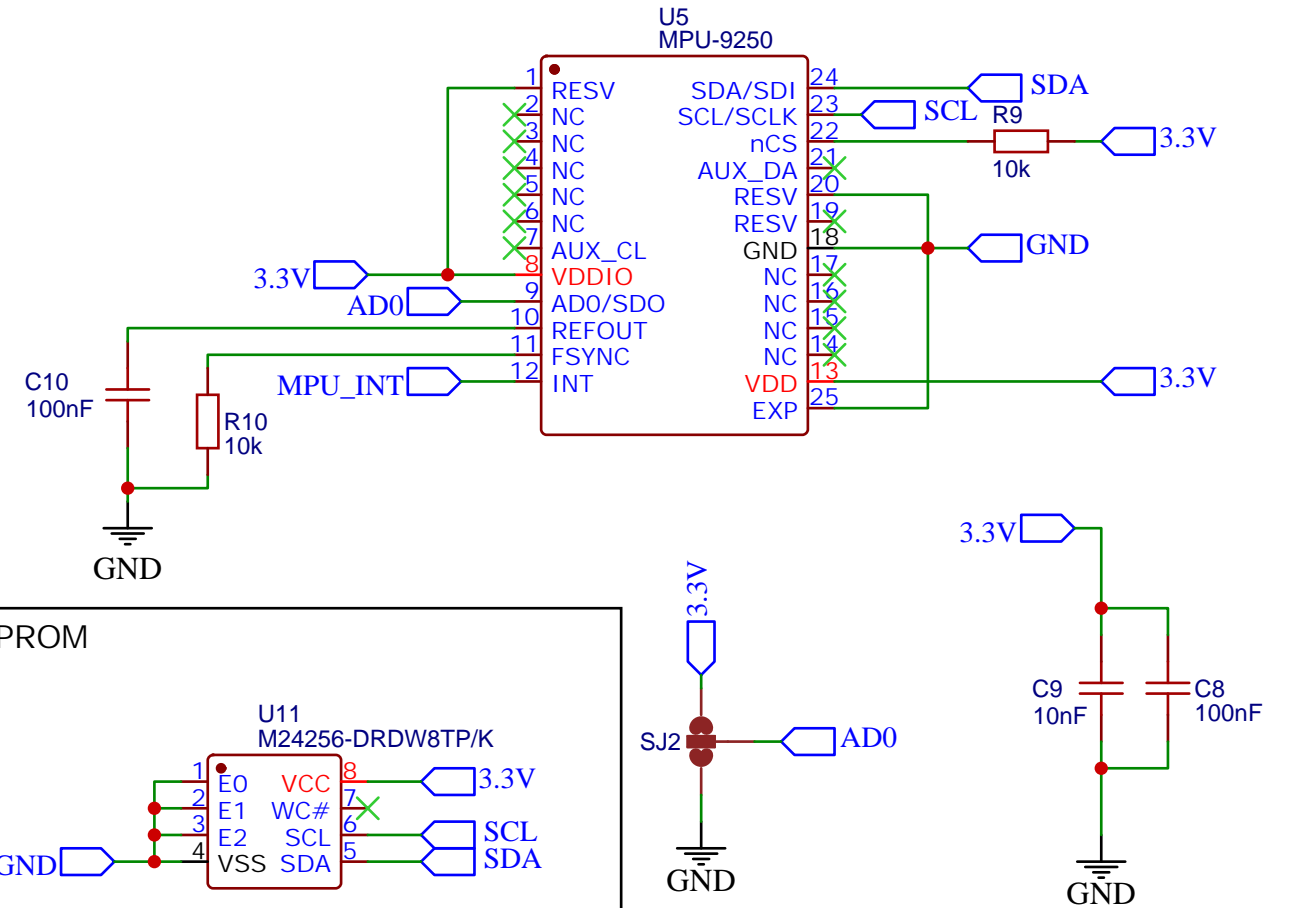 U5
MPU-9250
1 RESV
2 NC
3 NC
4 NC
5 NC
6 NC
7 AUX_CL
8 VDDIO
9 AD0/SDO
10 REFOUT
11 FSYNC
12 INT
SDA/SDI 24
SCL/SCLK 23
nCS 22
AUX_DA 21
RESV 20
RESV 19
GND 18
NC 17
NC 16
NC 15
NC 14
VDD 13
EXP 25
SDA
SCL
R9
10k
3.3V
GND
3.3V
3.3V
AD0
MPU_INT
C10
100nF
R10
10k
GND
PROM
U11
M24256-DRDW8TP/K
1 E0
2 E1
3 E2
4 VSS
VCC 8
WC# 7
SCL 6
SDA 5
3.3V
SCL
SDA
GND
3.3V
SJ2
AD0
GND
3.3V
C9
10nF
C8
100nF
GND